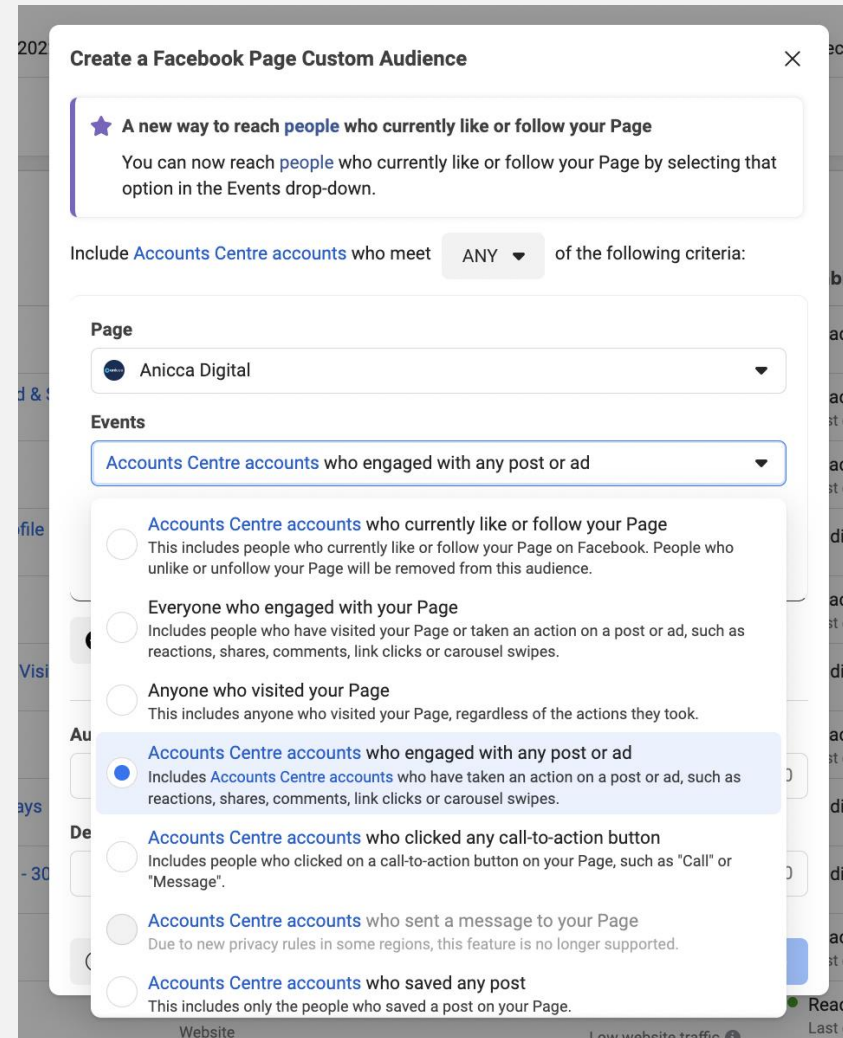 202
Create a Facebook Page Custom Audience
ec
A new way to reach people who currently like or follow your Page
You can now reach people who currently like or follow your Page by selecting that
option in the Events drop-down.
Include Accounts Centre accounts who meet ANY of the following criteria:
Page
Anicca Digital
d & S
Events
Accounts Centre accounts who engaged with any post or ad
Accounts Centre accounts who currently like or follow your Page
file
This includes people who currently like or follow your Page on Facebook. People who
unlike or unfollow your Page will be removed from this audience.
Everyone who engaged with your Page
Includes people who have visited your Page or taken an action on a post or ad, such as
reactions, shares, comments, link clicks or carousel swipes.
Visi
Anyone who visited your Page
This includes anyone who visited your Page, regardless of the actions they took.
Au
Accounts Centre accounts who engaged with any post or ad
Includes Accounts Centre accounts who have taken an action on a post or ad, such as
reactions, shares, comments, link clicks or carousel swipes.
ays
De
Accounts Centre accounts who clicked any call-to-action button
Includes people who clicked on a call-to-action button on your Page, such as "Call" or
"Message".
- 30
Accounts Centre accounts who sent a message to your Page
Due to new privacy rules in some regions, this feature is no longer supported.
Accounts Centre accounts who saved any post
This includes only the people who saved a post on your Page.
Read
Website
Low website traffic
Last